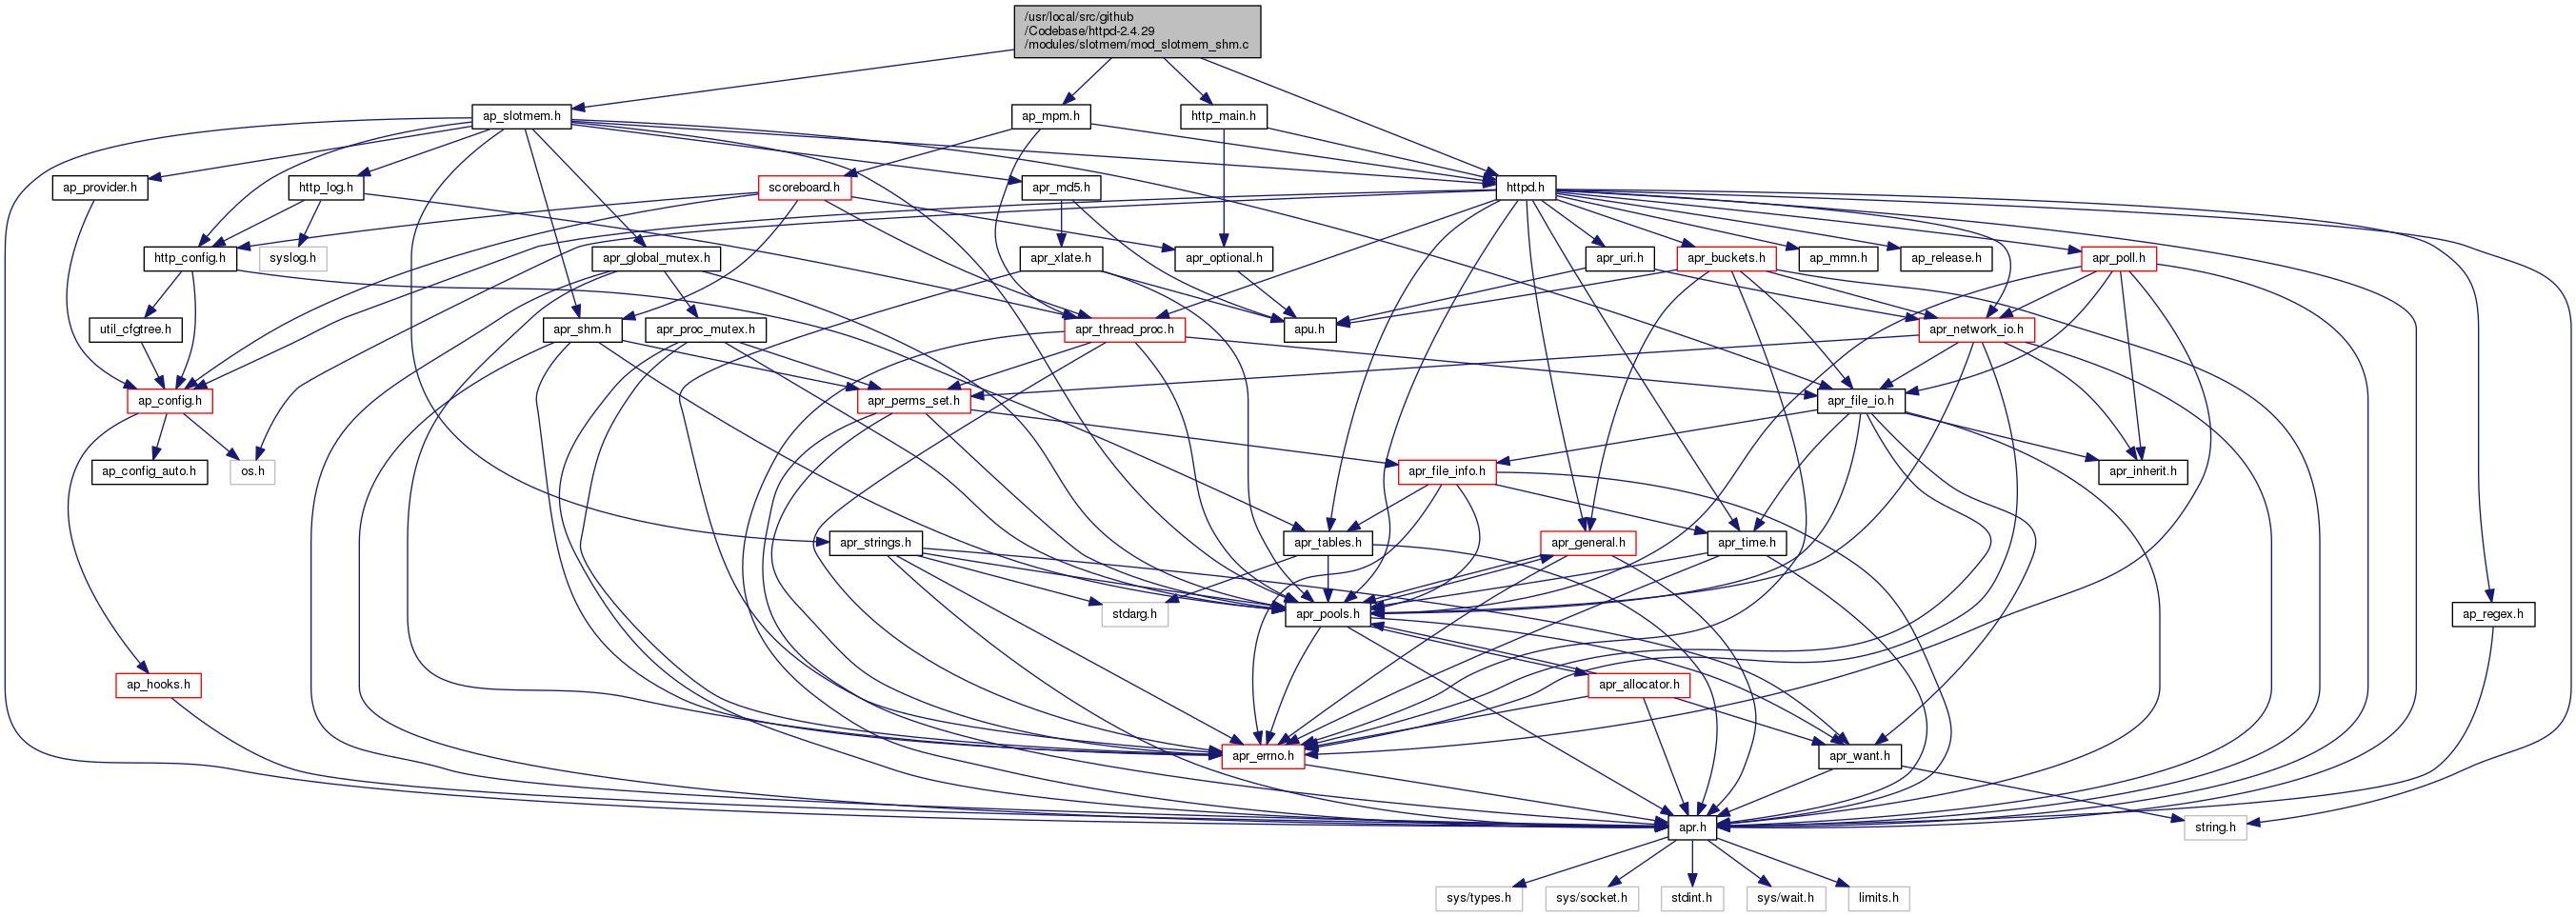 /usr/local/src/github
/Codebase/httpd-2.4.29
/modules/slotmem/mod_slotmem_shm.c
ap_slotmem.h
ap_mpm.h
http_main.h
ap_provider.h
http_log.h
scoreboard.h
apr_md5.h
httpd.h
http_config.h
syslog.h
apr_global_mutex.h
apr_xlate.h
apr_optional.h
apr_uri.h
apr_buckets.h
ap_mmn.h
ap_release.h
apr_poll.h
util_cfgtree.h
apr_shm.h
apr_proc_mutex.h
apr_thread_proc.h
apu.h
apr_network_io.h
ap_config.h
apr_perms_set.h
apr_file_io.h
ap_config_auto.h
os.h
apr_file_info.h
apr_inherit.h
apr_strings.h
apr_tables.h
apr_general.h
apr_time.h
stdarg.h
apr_pools.h
ap_regex.h
ap_hooks.h
apr_allocator.h
apr_errno.h
apr_want.h
apr.h
string.h
sys/types.h
sys/socket.h
stdint.h
sys/wait.h
limits.h